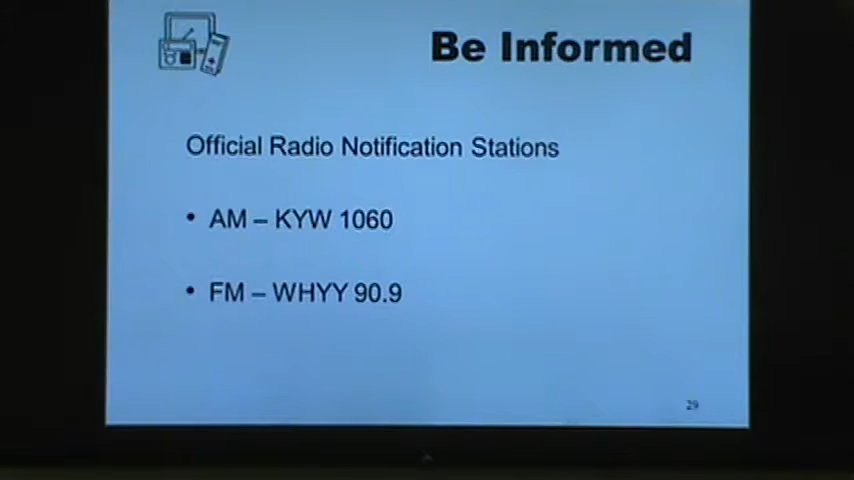 Be Informed
Official Radio Notification Stations
• AM – KYW 1060
• FM – WHYY 90.9
29